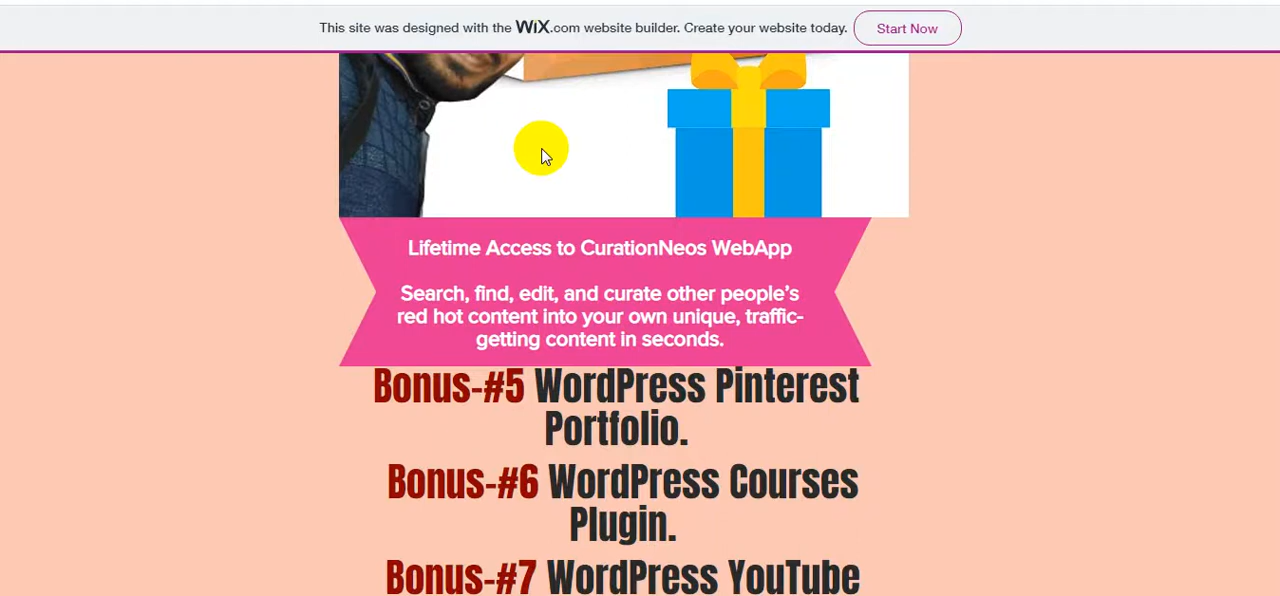 This site was designed with the WiX.com website builder. Create your website today. Start Now
Lifetime Access to CurationNeos WebApp
Search, find, edit, and curate other people’s
red hot content into your own unique, traffic-
getting content in seconds.
Bonus-#5 WordPress Pinterest
Portfolio.
Bonus-#6 WordPress Courses
Plugin.
Bonus-#7 WordPress YouTube